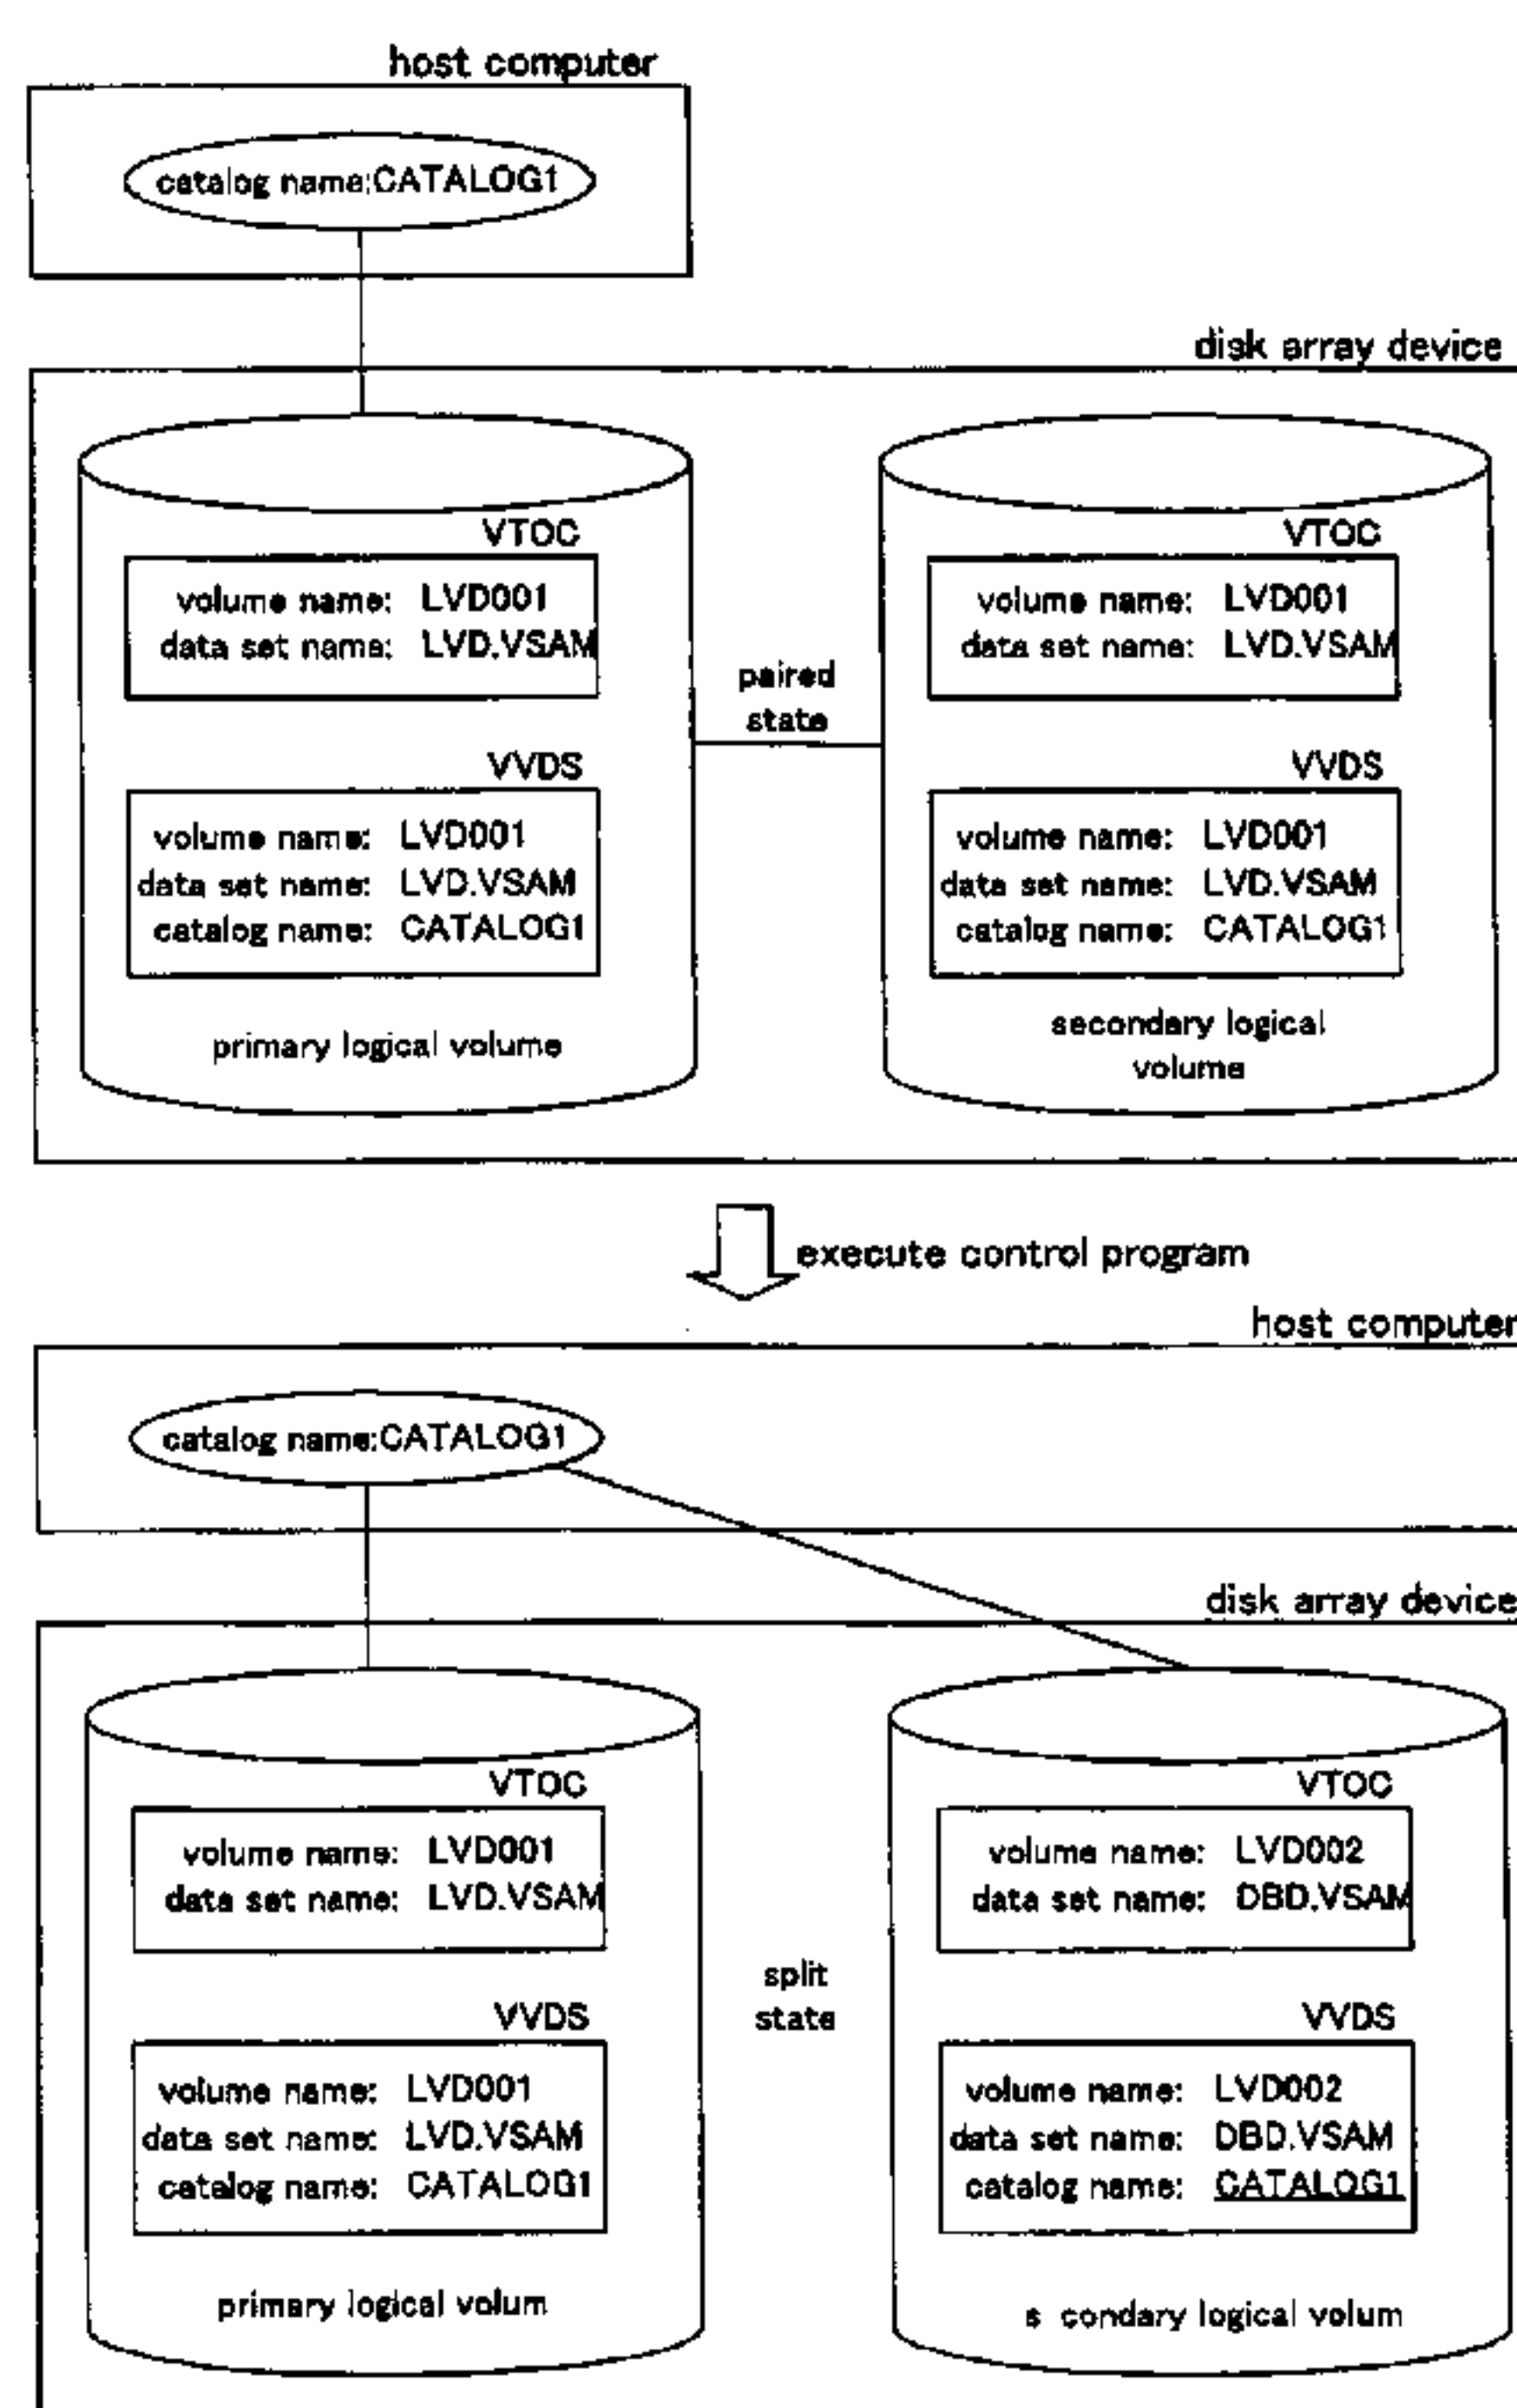 host computer
catalog name:CATALOG1
disk array device
VTOC
volume name: LVD001
data set name: LVD.VSAM
VVDS
volume name: LVD001
data set name: LVD.VSAM
catalog name: CATALOG1
primary logical volume
paired
state
VTOC
volume name: LVD001
data set name: LVD.VSAM
VVDS
volume name: LVD001
data set name: LVD.VSAM
catalog name: CATALOG1
secondary logical
volume
execute control program
host computer
catalog name:CATALOG1
disk array device
VTOC
volume name: LVD001
data set name: LVD.VSAM
VVDS
volume name: LVD001
data set name: LVD.VSAM
catalog name: CATALOG1
primary logical volum
split
state
VTOC
volume name: LVD002
data set name: DBD.VSAM
VVDS
volume name: LVD002
data set name: DBD.VSAM
catalog name: CATALOG1
s condary logical volum